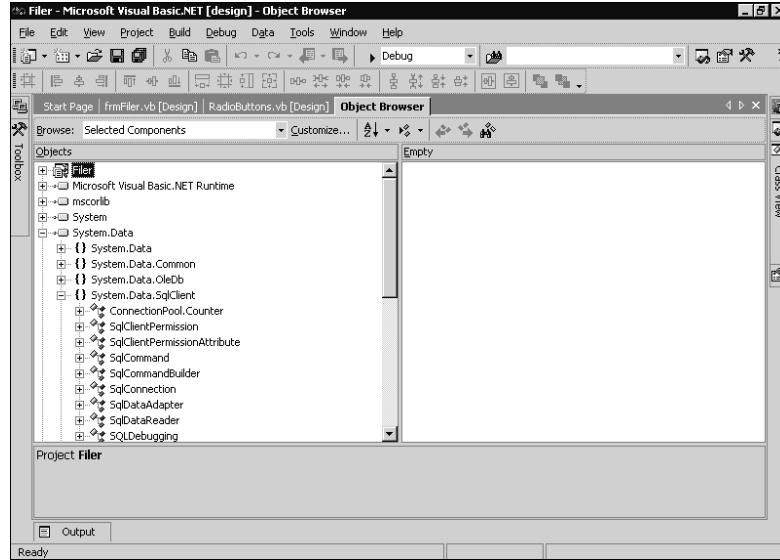 Filer - Microsoft Visual Basic.NET [design] - Object Browser
File Edit View Project Build Debug Data Tools Window Help
Debug
Start Page frmFiler.vb [Design] RadioButtons.vb [Design] Object Browser
Browse: Selected Components Customize...
Toolbox
Class View
Objects
Empty
Filer
Microsoft Visual Basic.NET Runtime
mscorlib
System
System.Data
{} System.Data
{} System.Data.Common
{} System.Data.OleDb
{} System.Data.SqlClient
ConnectionPool.Counter
SqlClientPermission
SqlClientPermissionAttribute
SqlCommand
SqlCommandBuilder
SqlConnection
SqlDataAdapter
SqlDataReader
SQLDebugging
Project Filer
Output
Ready